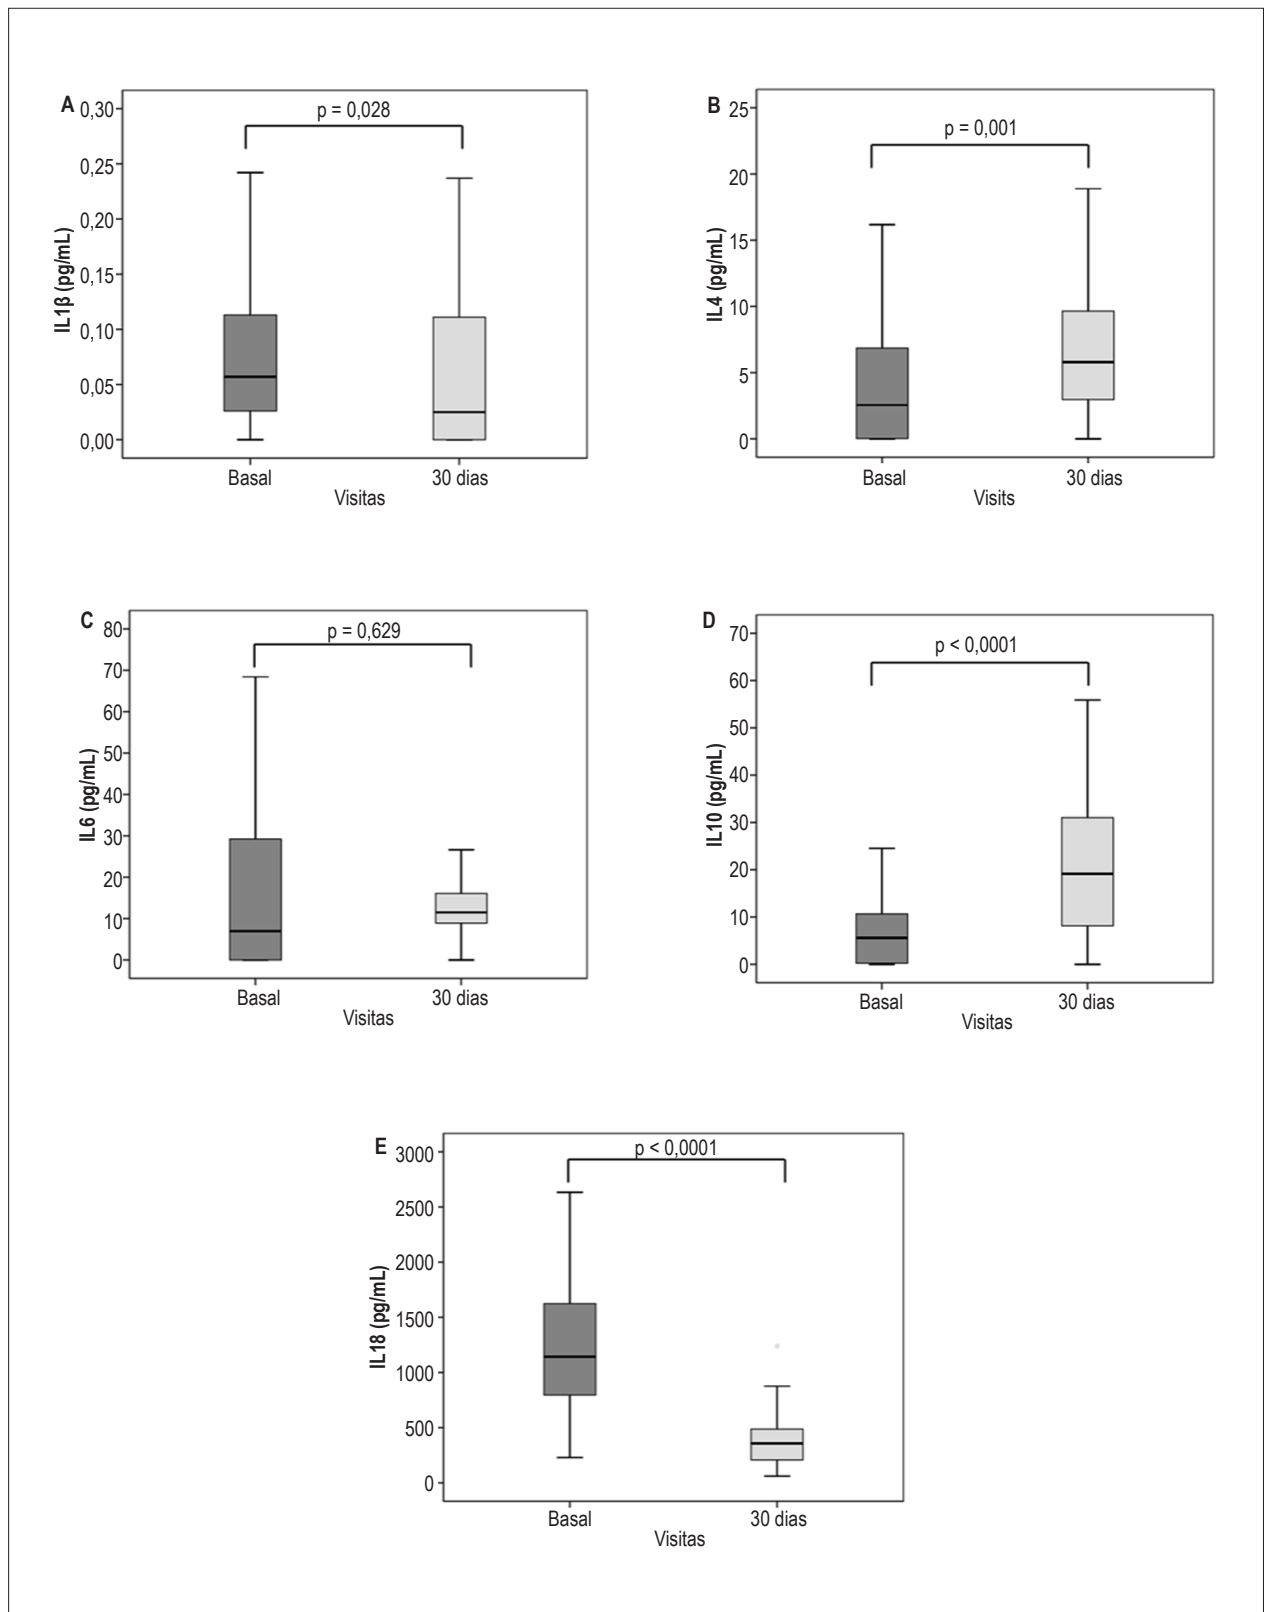 A
p = 0,028
0,30
0,25
0,20
0,15
0,10
0,05
0,00
IL1β (pg/mL)
Basal
30 dias
Visitas
B
p = 0,001
25
20
15
10
5
0
IL4 (pg/mL)
Basal
30 dias
Visits
C
p = 0,629
80
70
60
50
40
30
20
10
0
IL6 (pg/mL)
Basal
30 dias
Visitas
D
p < 0,0001
70
60
50
40
30
20
10
0
IL10 (pg/mL)
Basal
30 dias
Visitas
E
p < 0,0001
3000
2500
2000
1500
1000
500
0
IL18 (pg/mL)
Basal
30 dias
Visitas